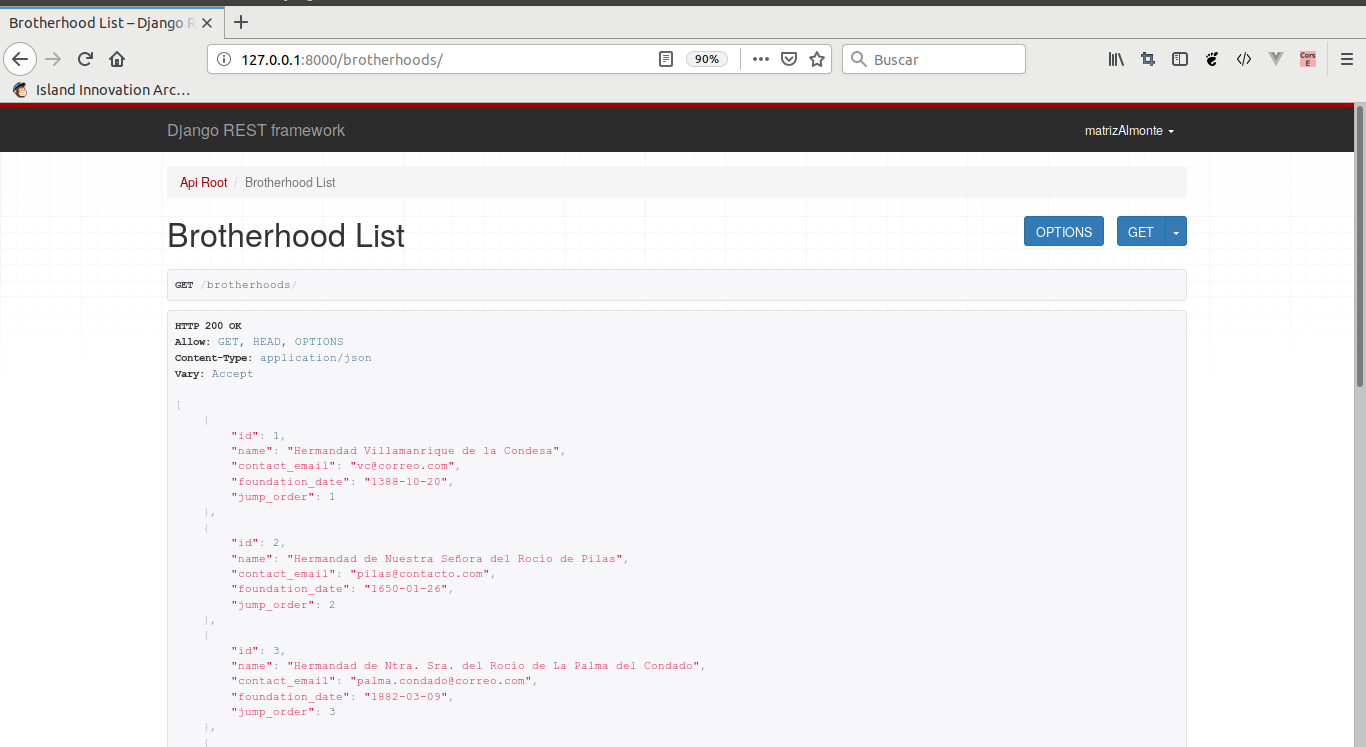 Brotherhood List – Django R
127.0.0.1:8000/brotherhoods/
90%
Buscar
Cors
E
Island Innovation Arc…
Django REST framework
matrizAlmonte
Api Root / Brotherhood List
Brotherhood List
OPTIONS
GET
GET /brotherhoods/
HTTP 200 OK
Allow: GET, HEAD, OPTIONS
Content-Type: application/json
Vary: Accept
[
{
"id": 1,
"name": "Hermandad Villamanrique de la Condesa",
"contact_email": "vc@correo.com",
"foundation_date": "1388-10-20",
"jump_order": 1
},
{
"id": 2,
"name": "Hermandad de Nuestra Señora del Rocío de Pilas",
"contact_email": "pilas@contacto.com",
"foundation_date": "1650-01-26",
"jump_order": 2
},
{
"id": 3,
"name": "Hermandad de Ntra. Sra. del Rocío de La Palma del Condado",
"contact_email": "palma.condado@correo.com",
"foundation_date": "1882-03-09",
"jump_order": 3
},
{